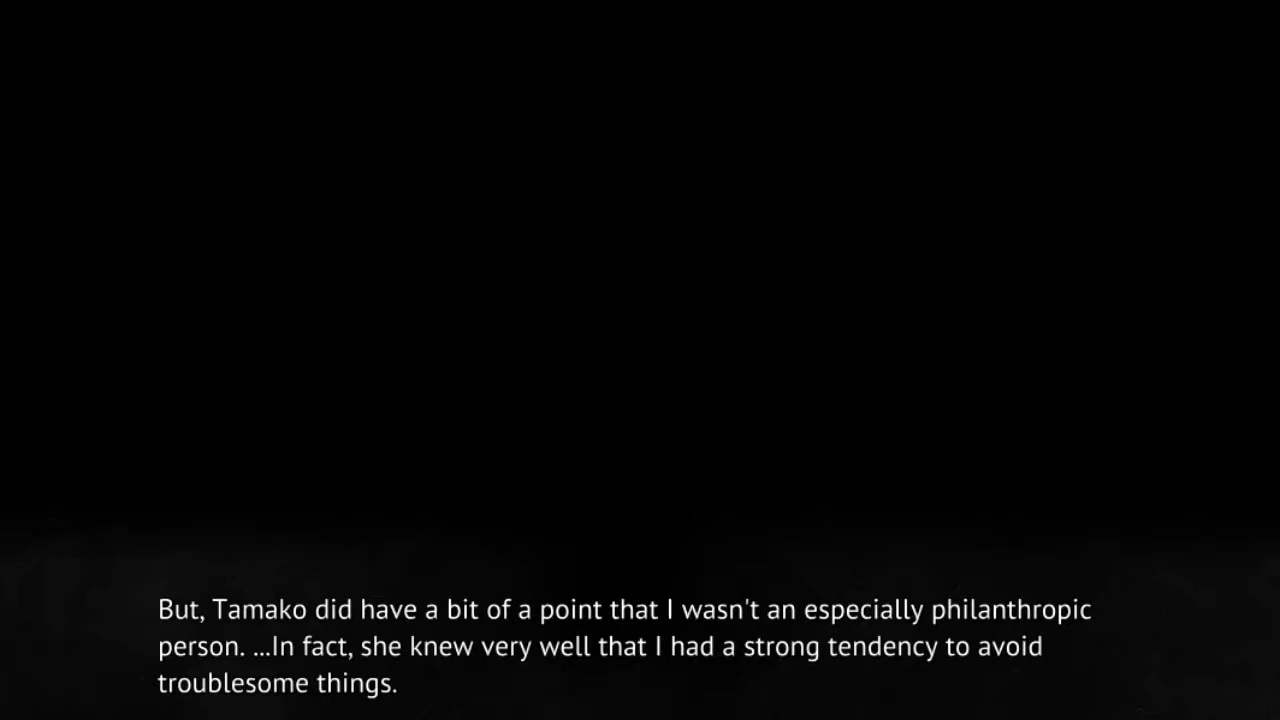 But, Tamako did have a bit of a point that I wasn't an especially philanthropic
person. ...In fact, she knew very well that I had a strong tendency to avoid
troublesome things.